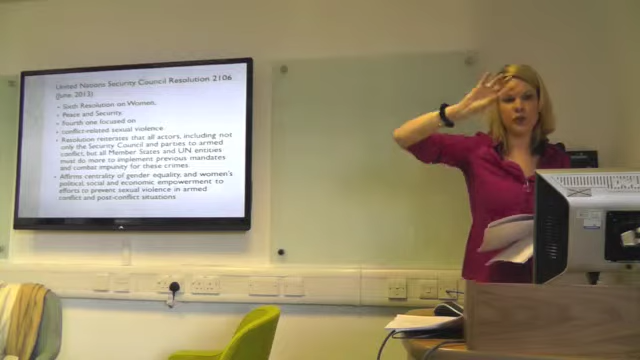 United Nations Security Council Resolution 2106
(June 2013)
Sixth Resolution on Women,
Peace and Security,
Fourth one focused on
conflict-related sexual violence.
Resolution reiterates that all actors, including not
only the Security Council and parties to armed
conflict, but all Member States and UN entities
must do more to implement previous mandates
and combat impunity for these crimes.
Affirms centrality of gender equality, and women's
political, social and economic empowerment to
efforts to prevent sexual violence in armed
conflict and post-conflict situations